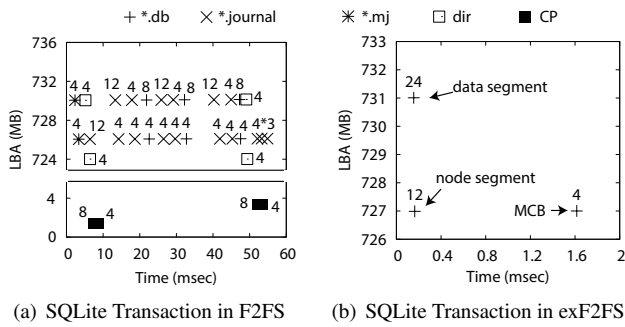 + *.db × *.journal ✳ *.mj □ dir ■ CP
736
732
728
724
4
0
LBA (MB)
4 4 12 4 8 12 4 8 12 4 8 4
4 12 4 4 4 4 4 4 4 4 4*3
4 4
8 4 8 4
0 10 20 30 40 50 60
Time (msec)
(a) SQLite Transaction in F2FS
733
732
731
730
729
728
727
726
LBA (MB)
24 data segment
12 node segment
MCB 4
0 0.4 0.8 1.2 1.6 2
Time (msec)
(b) SQLite Transaction in exF2FS